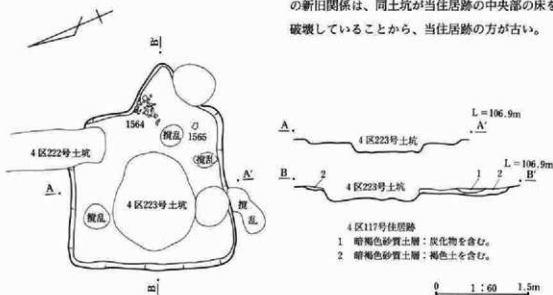 の新旧関係は、同土坑が当住居跡の中央部の床を
破壊していることから、当住居跡の方が古い。
B'
1564
1565
攪乱
攪乱
4区222号土坑
A
A'
4区223号土坑
攪乱
攪乱
B
L=106.9m
A
A'
4区223号土坑
L=106.9m
B
B'
2
4区223号土坑
1
2
4区117号住居跡
1 暗褐色砂質土層:炭化物を含む。
2 暗褐色砂質土層:褐色土を含む。
0 1:60 1.5m